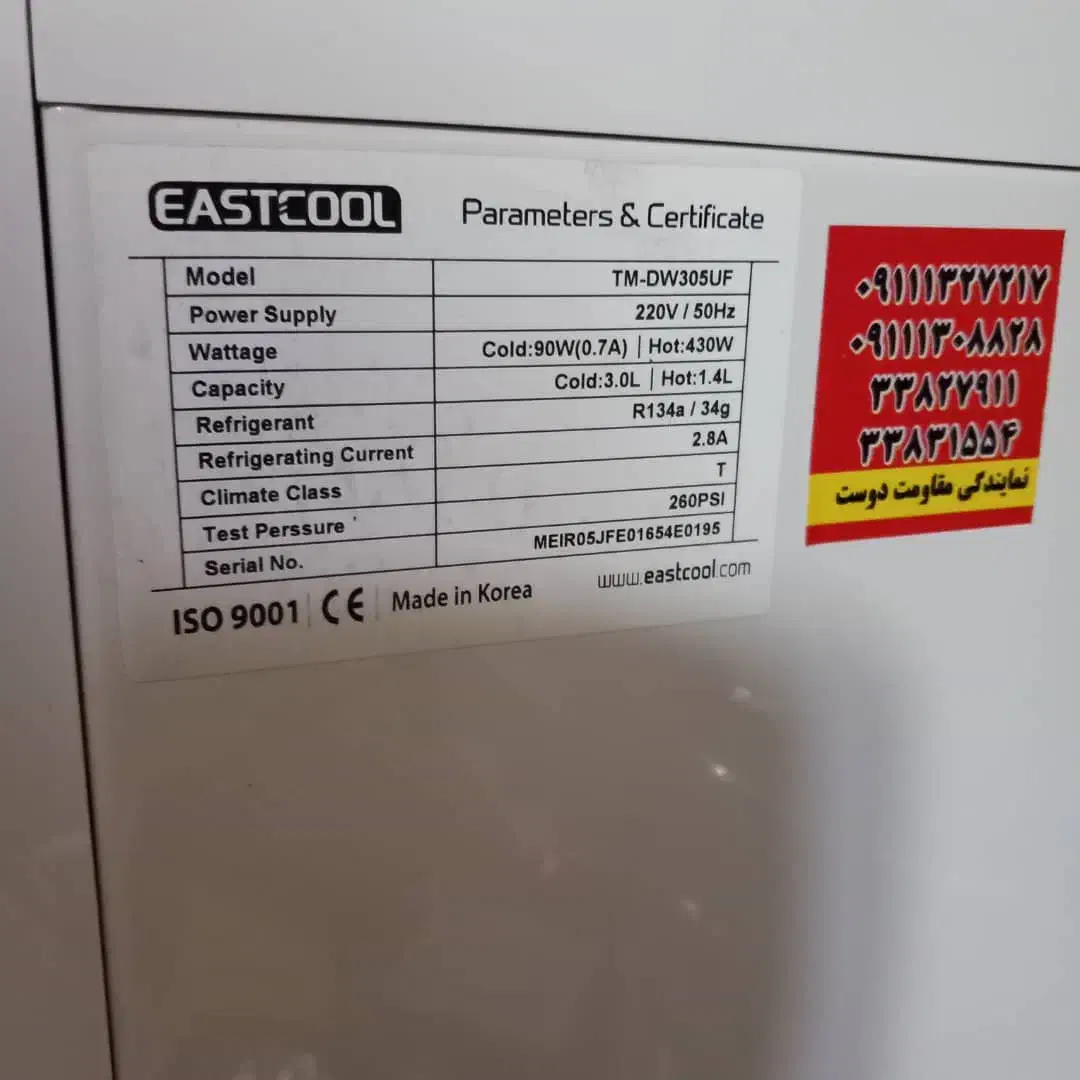 EASTCOOL
Parameters & Certificate
Model TM-DW305UF
Power Supply 220V / 50Hz
Wattage Cold:90W(0.7A) | Hot:430W
Capacity Cold:3.0L | Hot:1.4L
Refrigerant R134a / 34g
Refrigerating Current 2.8A
Climate Class T
Test Perssure 260PSI
Serial No. MEIR05JFE01654E0195
ISO 9001 | CE | Made in Korea www.eastcool.com
۰۹۱۱۱۳۲۷۲۱۷
۰۹۱۱۱۳۰۸۸۲۸
۳۳۸۲۷۹۱۱
۳۳۸۳۱۵۵۴
نمایندگی مقاومت دوست